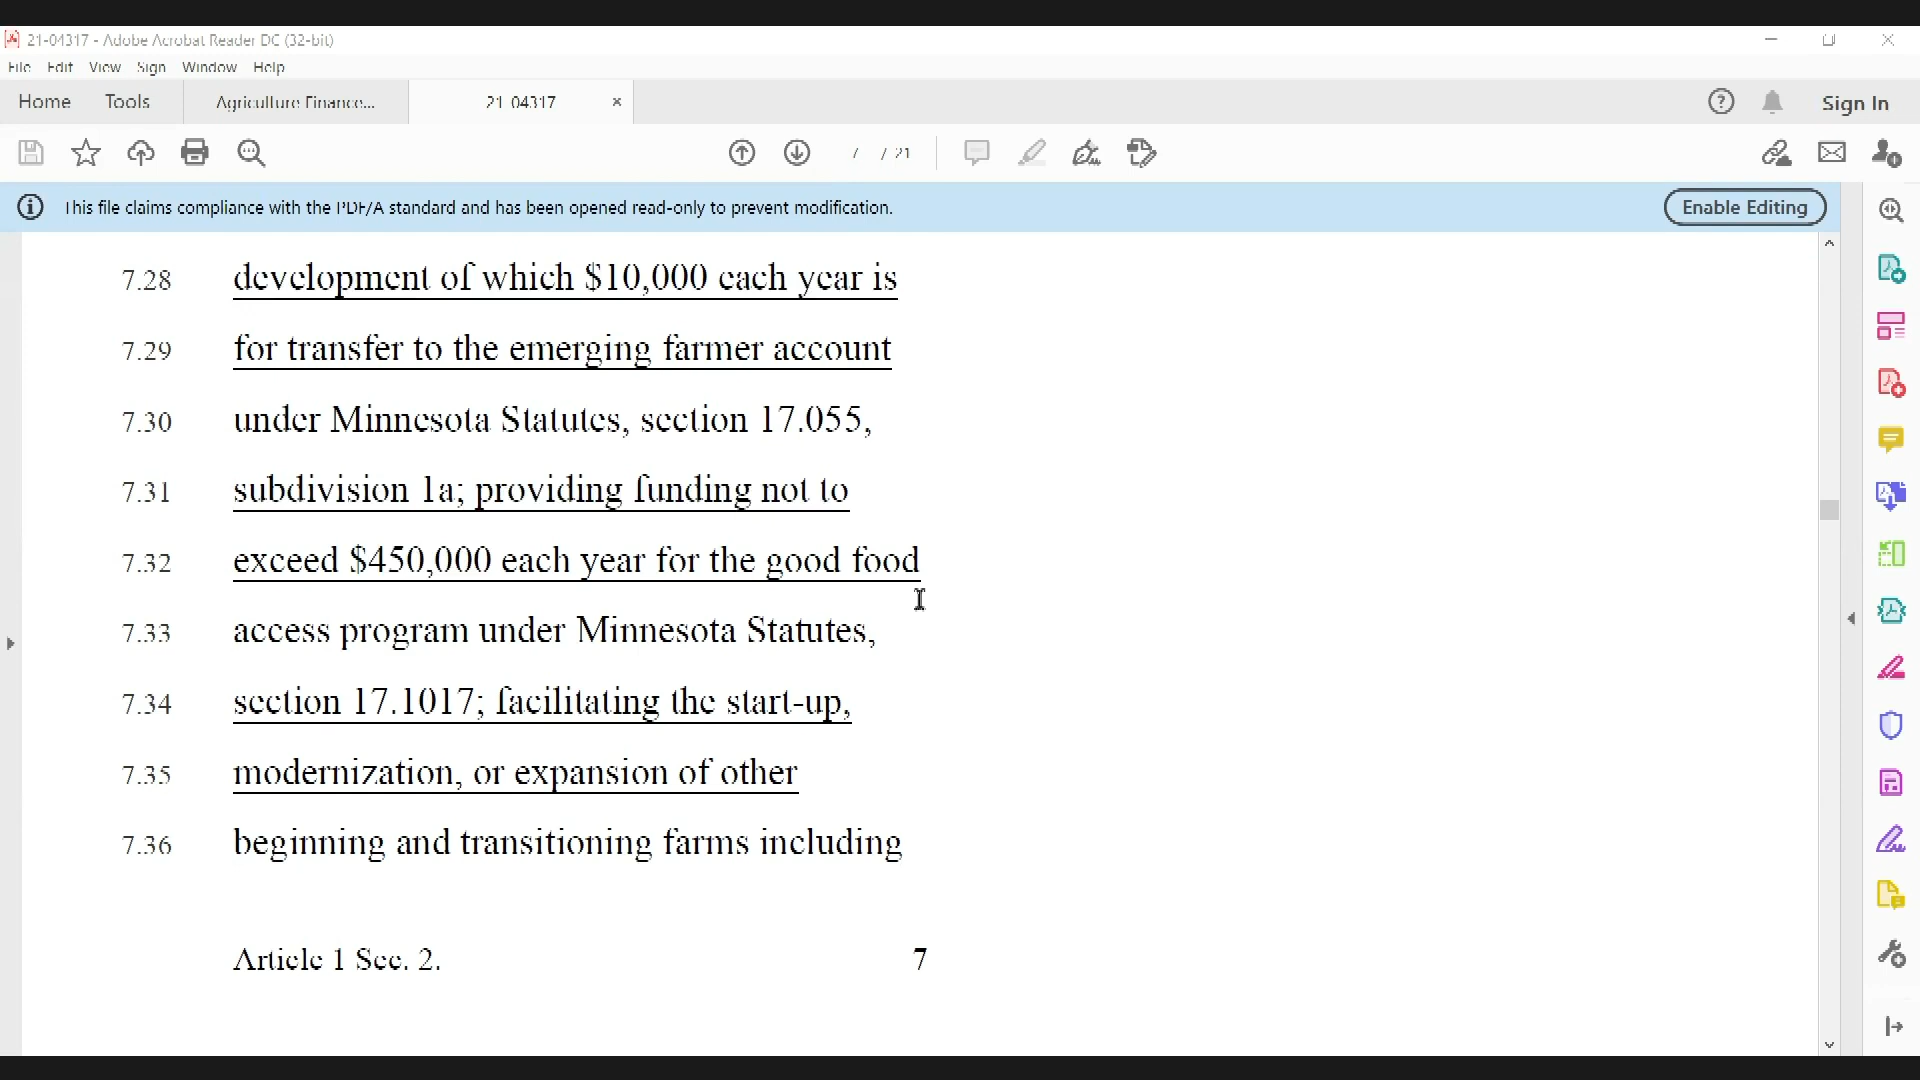 21-04317 - Adobe Acrobat Reader DC (32-bit)
File Edit View Sign Window Help
Home Tools Agriculture Finance... 21-04317 Sign In
7 / 21
This file claims compliance with the PDF/A standard and has been opened read-only to prevent modification. Enable Editing
7.28 development of which $10,000 each year is
7.29 for transfer to the emerging farmer account
7.30 under Minnesota Statutes, section 17.055,
7.31 subdivision 1a; providing funding not to
7.32 exceed $450,000 each year for the good food
7.33 access program under Minnesota Statutes,
7.34 section 17.1017; facilitating the start-up,
7.35 modernization, or expansion of other
7.36 beginning and transitioning farms including
Article 1 Sec. 2. 7